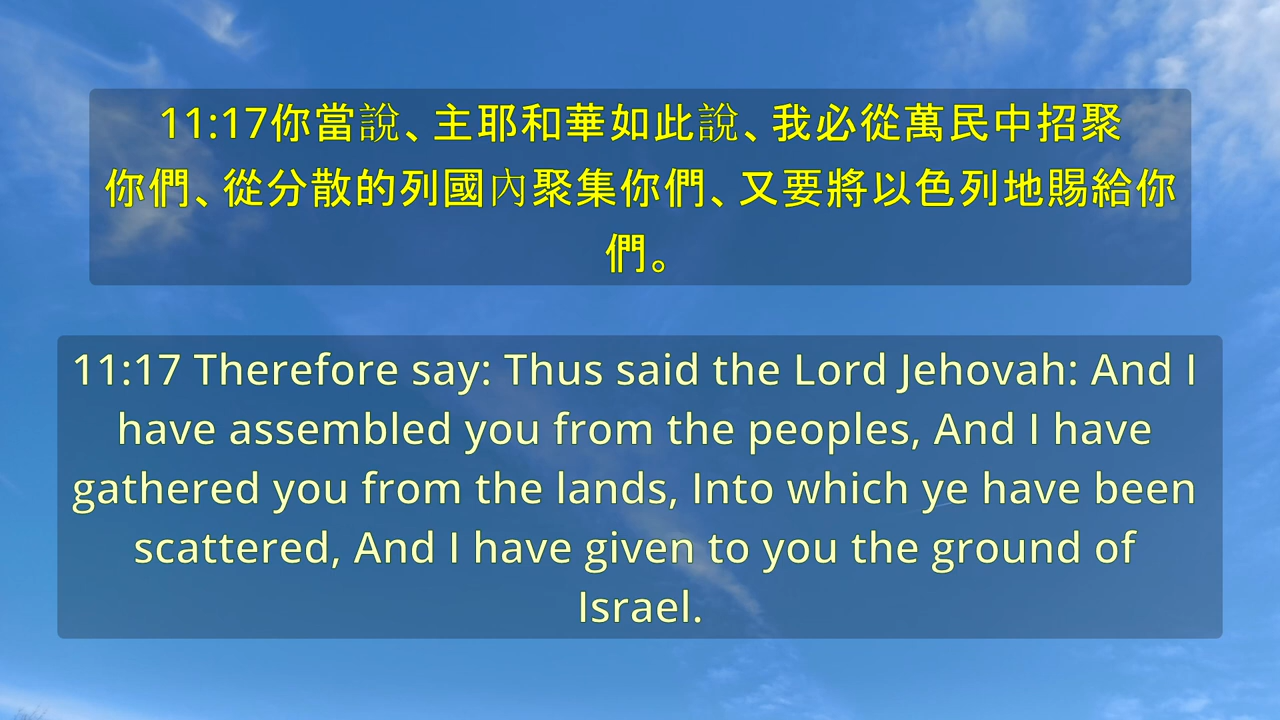 11:17你當說、主耶和華如此說、我必從萬民中招聚
你們、從分散的列國內聚集你們、又要將以色列地賜給你
們。
11:17 Therefore say: Thus said the Lord Jehovah: And I
have assembled you from the peoples, And I have
gathered you from the lands, Into which ye have been
scattered, And I have given to you the ground of
Israel.